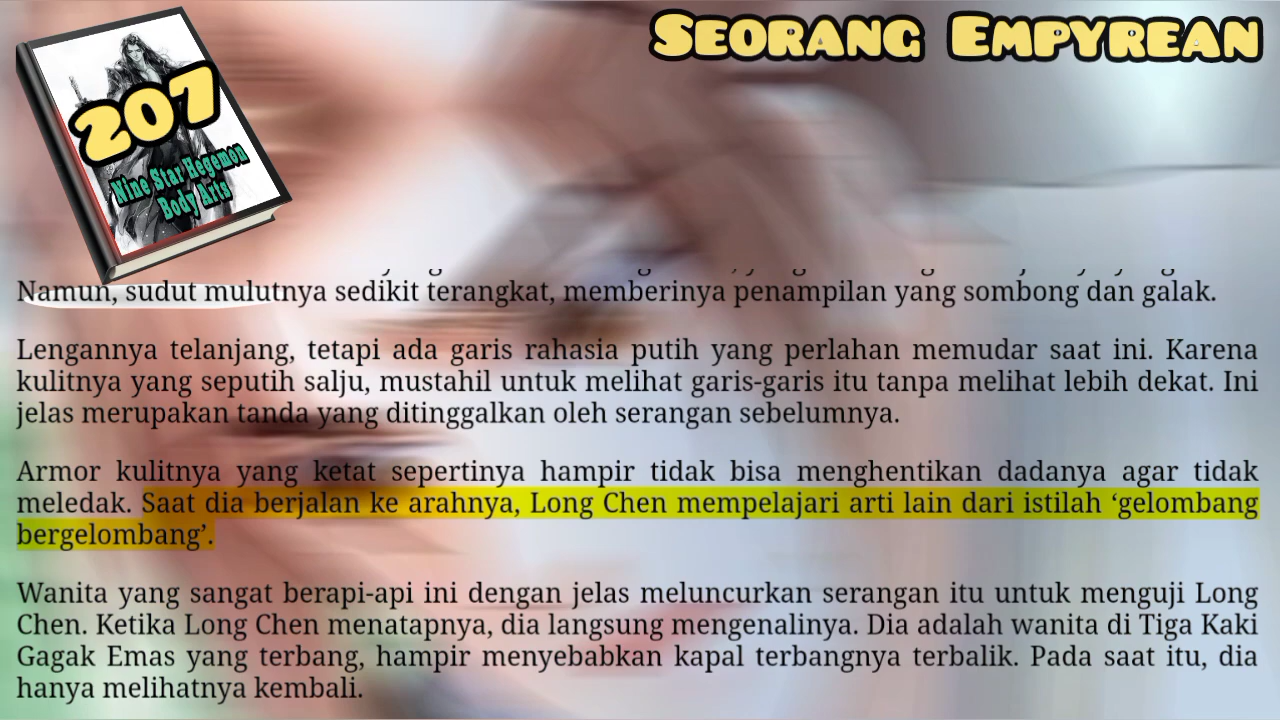 Seorang Empyrean
207
Nine Star Hegemon
Body Arts
Namun, sudut mulutnya sedikit terangkat, memberinya penampilan yang sombong dan galak.
Lengannya telanjang, tetapi ada garis rahasia putih yang perlahan memudar saat ini. Karena
kulitnya yang seputih salju, mustahil untuk melihat garis-garis itu tanpa melihat lebih dekat. Ini
jelas merupakan tanda yang ditinggalkan oleh serangan sebelumnya.
Armor kulitnya yang ketat sepertinya hampir tidak bisa menghentikan dadanya agar tidak
meledak. Saat dia berjalan ke arahnya, Long Chen mempelajari arti lain dari istilah ‘gelombang
bergelombang’.
Wanita yang sangat berapi-api ini dengan jelas meluncurkan serangan itu untuk menguji Long
Chen. Ketika Long Chen menatapnya, dia langsung mengenalinya. Dia adalah wanita di Tiga Kaki
Gagak Emas yang terbang, hampir menyebabkan kapal terbangnya terbalik. Pada saat itu, dia
hanya melihatnya kembali.